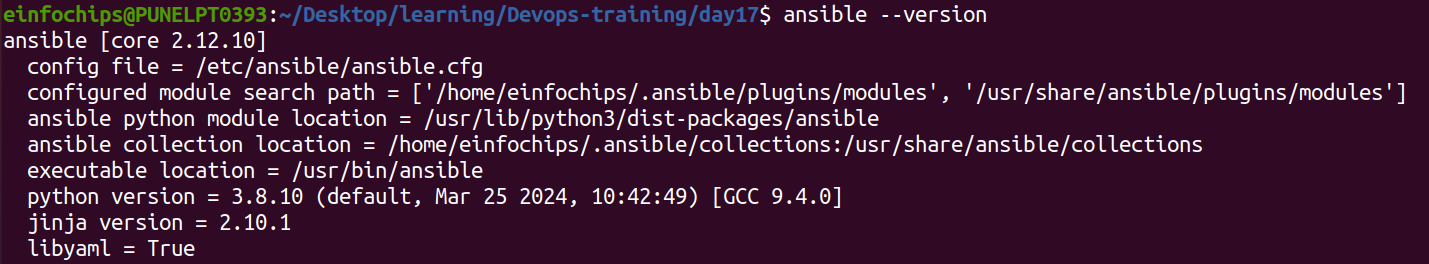 einfochips@PUNELPT0393:~/Desktop/learning/Devops-training/day17$ ansible --version
ansible [core 2.12.10]
  config file = /etc/ansible/ansible.cfg
  configured module search path = ['/home/einfochips/.ansible/plugins/modules', '/usr/share/ansible/plugins/modules']
  ansible python module location = /usr/lib/python3/dist-packages/ansible
  ansible collection location = /home/einfochips/.ansible/collections:/usr/share/ansible/collections
  executable location = /usr/bin/ansible
  python version = 3.8.10 (default, Mar 25 2024, 10:42:49) [GCC 9.4.0]
  jinja version = 2.10.1
  libyaml = True